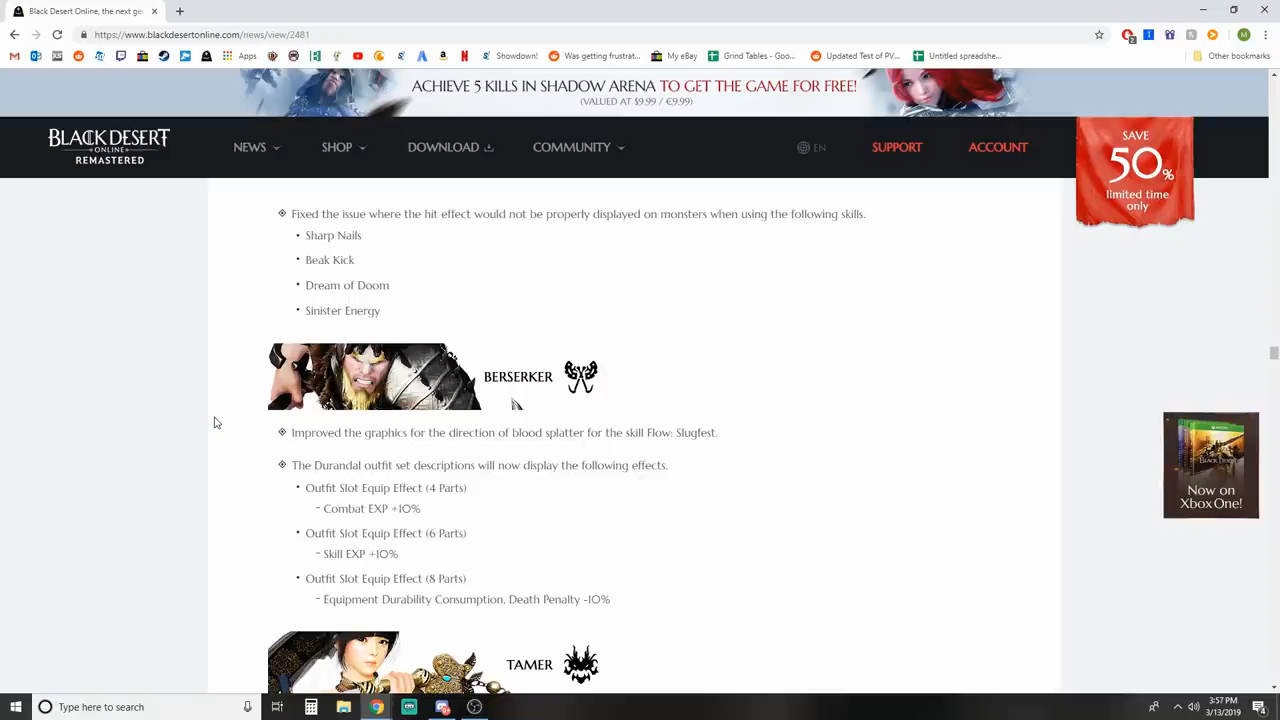 Black Desert Online, the next ge
https://www.blackdesertonline.com/news/view/2481
Apps
Showdown!
Was getting frustrat...
My eBay
Grind Tables - Goo...
Updated Test of PV...
Untitled spreadshe...
Other bookmarks
M
2
ACHIEVE 5 KILLS IN SHADOW ARENA TO GET THE GAME FOR FREE!
(VALUED AT $9.99 / €9.99)
BLACK DESERT
ONLINE
REMASTERED
NEWS
SHOP
DOWNLOAD
COMMUNITY
EN
SUPPORT
ACCOUNT
SAVE
50%
limited time
only
Fixed the issue where the hit effect would not be properly displayed on monsters when using the following skills.
• Sharp Nails
• Beak Kick
• Dream of Doom
• Sinister Energy
BERSERKER
Improved the graphics for the direction of blood splatter for the skill Flow: Slugfest.
The Durandal outfit set descriptions will now display the following effects.
• Outfit Slot Equip Effect (4 Parts)
- Combat EXP +10%
• Outfit Slot Equip Effect (6 Parts)
- Skill EXP +10%
• Outfit Slot Equip Effect (8 Parts)
- Equipment Durability Consumption, Death Penalty -10%
TAMER
Now on
Xbox One!
Type here to search
3:57 PM
3/13/2019
4